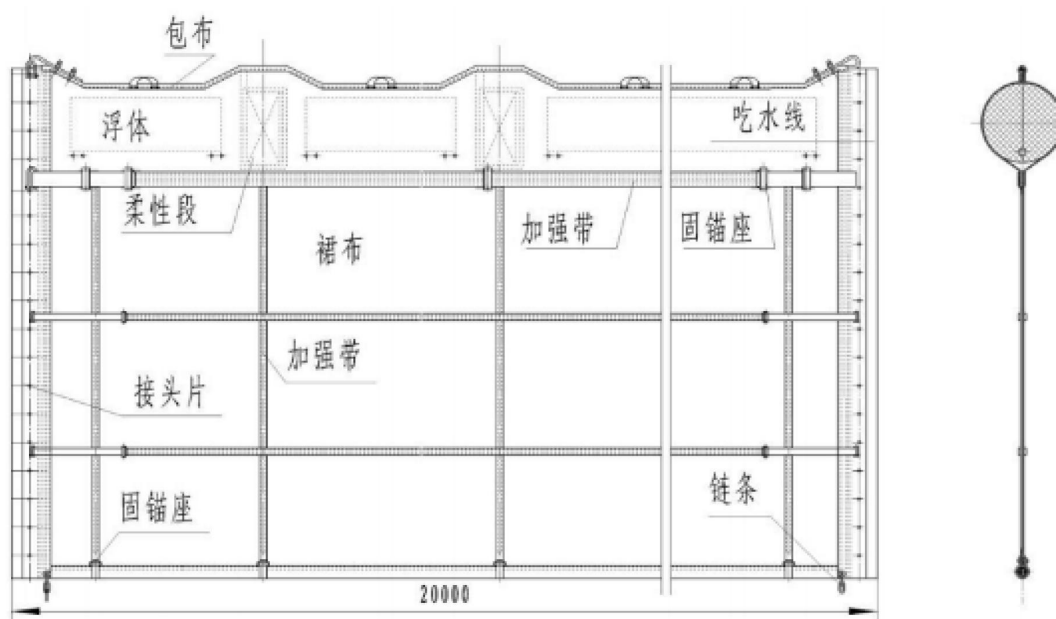 包布
浮体
吃水线
柔性段
裙布
加强带
固锚座
加强带
接头片
固锚座
链条
20000